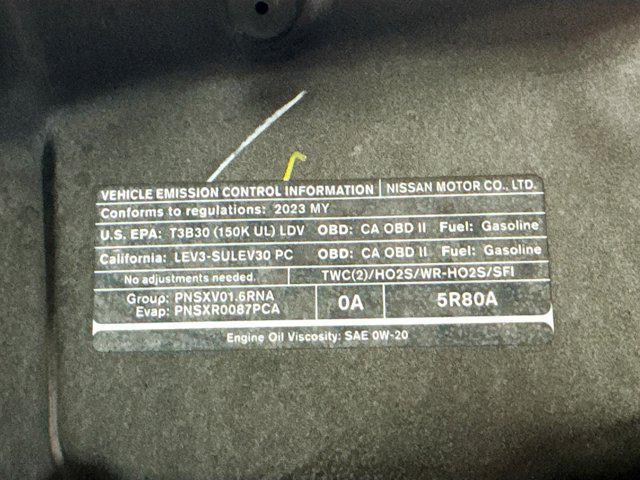 VEHICLE EMISSION CONTROL INFORMATION NISSAN MOTOR CO., LTD.
Conforms to regulations: 2023 MY
U.S. EPA: T3B30 (150K UL) LDV OBD: CA OBD II Fuel: Gasoline
California: LEV3-SULEV30 PC OBD: CA OBD II Fuel: Gasoline
No adjustments needed. TWC(2)/HO2S/WR-HO2S/SFI
Group: PNSXV01.6RNA
Evap: PNSXR0087PCA
0A
5R80A
Engine Oil Viscosity: SAE 0W-20